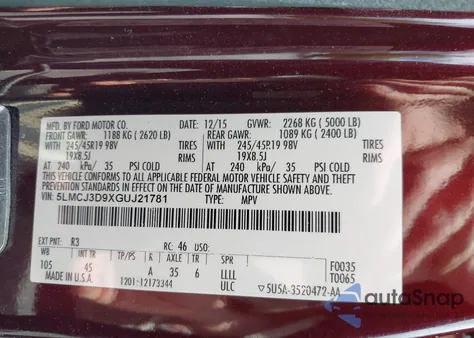 MFD. BY FORD MOTOR CO.
DATE: 12/15 GVWR: 2268 KG ( 5000 LB)
FRONT GAWR: 1188 KG ( 2620 LB) REAR GAWR: 1089 KG ( 2400 LB)
WITH 245/45R19 98V TIRES WITH 245/45R19 98V TIRES
19X8.5J RIMS 19X8.5J RIMS
AT 240 kPa/ 35 PSI COLD AT 240 kPa/ 35 PSI COLD
THIS VEHICLE CONFORMS TO ALL APPLICABLE FEDERAL MOTOR VEHICLE SAFETY AND BUMPER STANDARDS IN EFFECT ON THE DATE OF MANUFACTURE SHOWN ABOVE.
VIN: 5LMCJ3D9XGUJ21781 TYPE: MPV
EXT PNT: R3 RC: 46 DSO:
WB INT TR TP/PS R AXLE TR SPR
105 45 A 35 6 LLLL F0035
MADE IN U.S.A. ULC T0065
1201-12173344 5U5A-3520472-AA
autoSnap